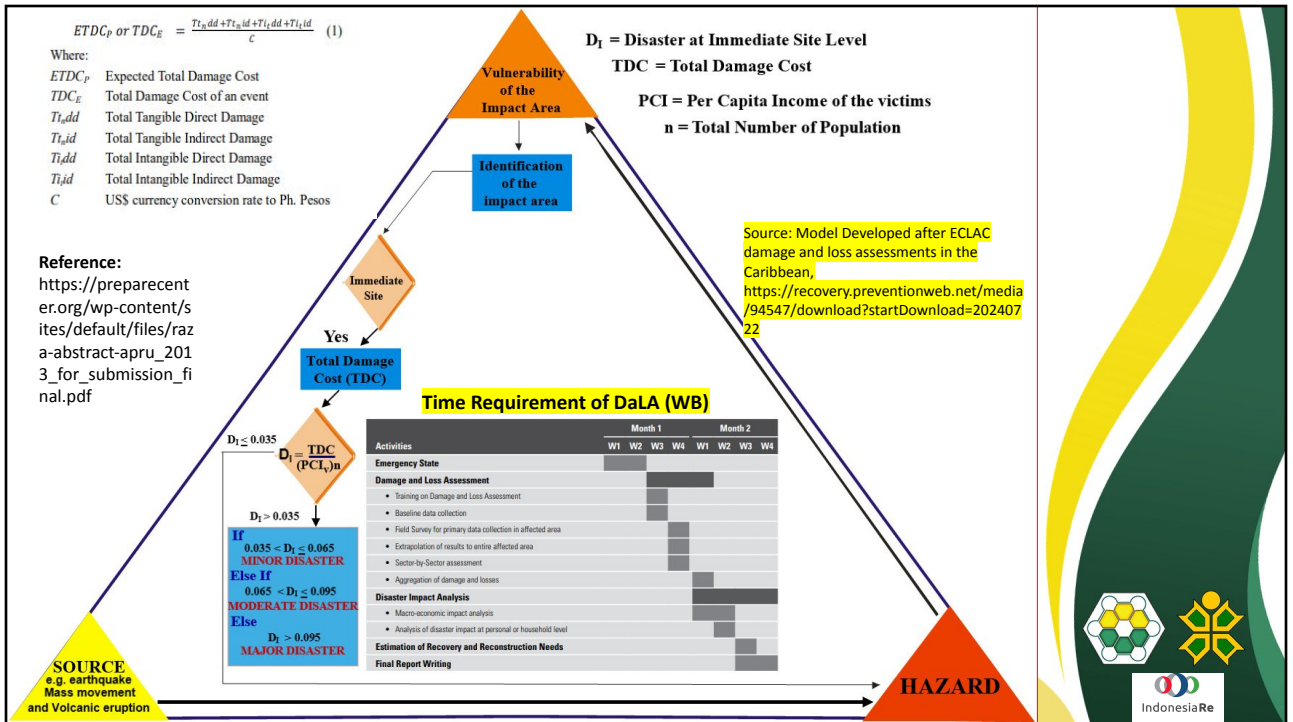 ETDC_P or TDC_E = Tt_n dd+Tt_n id+Ti_t dd+Ti_t id / C (1)
Where:
ETDC_P Expected Total Damage Cost
TDC_E Total Damage Cost of an event
Tt_n dd Total Tangible Direct Damage
Tt_n id Total Tangible Indirect Damage
Ti_t dd Total Intangible Direct Damage
Ti_t id Total Intangible Indirect Damage
C US$ currency conversion rate to Ph. Pesos
Reference:
https://preparecent
er.org/wp-content/s
ites/default/files/raz
a-abstract-apru_201
3_for_submission_fi
nal.pdf
Vulnerability
of the
Impact Area
D_I = Disaster at Immediate Site Level
TDC = Total Damage Cost
PCI = Per Capita Income of the victims
n = Total Number of Population
Identification
of the
impact area
Immediate
Site
Yes
Total Damage
Cost (TDC)
Source: Model Developed after ECLAC
damage and loss assessments in the
Caribbean,
https://recovery.preventionweb.net/media
/94547/download?startDownload=202407
22
D_I ≤ 0.035
D_I = TDC / (PCI_v)n
D_I > 0.035
If
0.035 < D_I ≤ 0.065
MINOR DISASTER
Else If
0.065 < D_I ≤ 0.095
MODERATE DISASTER
Else
D_I > 0.095
MAJOR DISASTER
Time Requirement of DaLA (WB)
Month 1 Month 2
Activities W1 W2 W3 W4 W1 W2 W3 W4
Emergency State
Damage and Loss Assessment
• Training on Damage and Loss Assessment
• Baseline data collection
• Field Survey for primary data collection in affected area
• Extrapolation of results to entire affected area
• Sector-by-Sector assessment
• Aggregation of damage and losses
Disaster Impact Analysis
• Macro-economic impact analysis
• Analysis of disaster impact at personal or household level
Estimation of Recovery and Reconstruction Needs
Final Report Writing
SOURCE
e.g. earthquake
Mass movement
and Volcanic eruption
HAZARD
IndonesiaRe